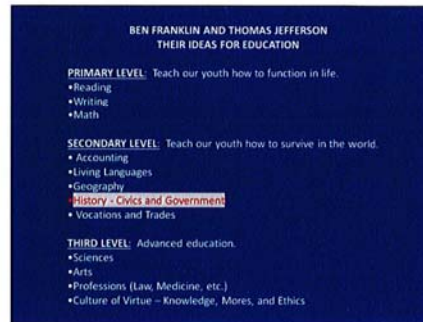 BEN FRANKLIN AND THOMAS JEFFERSON
THEIR IDEAS FOR EDUCATION
PRIMARY LEVEL: Teach our youth how to function in life.
•Reading
•Writing
•Math
SECONDARY LEVEL: Teach our youth how to survive in the world.
• Accounting
•Living Languages
•Geography
•History - Civics and Government
• Vocations and Trades
THIRD LEVEL: Advanced education.
•Sciences
•Arts
•Professions (Law, Medicine, etc.)
•Culture of Virtue – Knowledge, Mores, and Ethics